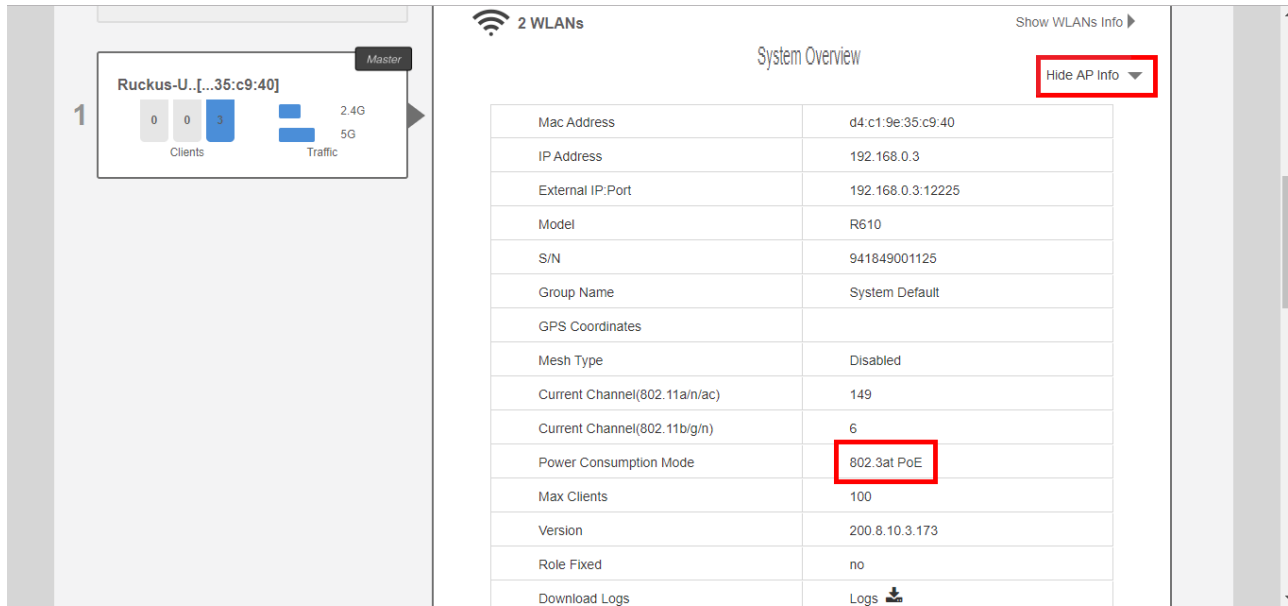 Master
Ruckus-U..[...35:c9:40]
1
0 0 3
2.4G
5G
Clients Traffic
2 WLANs Show WLANs Info
System Overview
Hide AP Info
Mac Address d4:c1:9e:35:c9:40
IP Address 192.168.0.3
External IP:Port 192.168.0.3:12225
Model R610
S/N 941849001125
Group Name System Default
GPS Coordinates
Mesh Type Disabled
Current Channel(802.11a/n/ac) 149
Current Channel(802.11b/g/n) 6
Power Consumption Mode 802.3at PoE
Max Clients 100
Version 200.8.10.3.173
Role Fixed no
Download Logs Logs